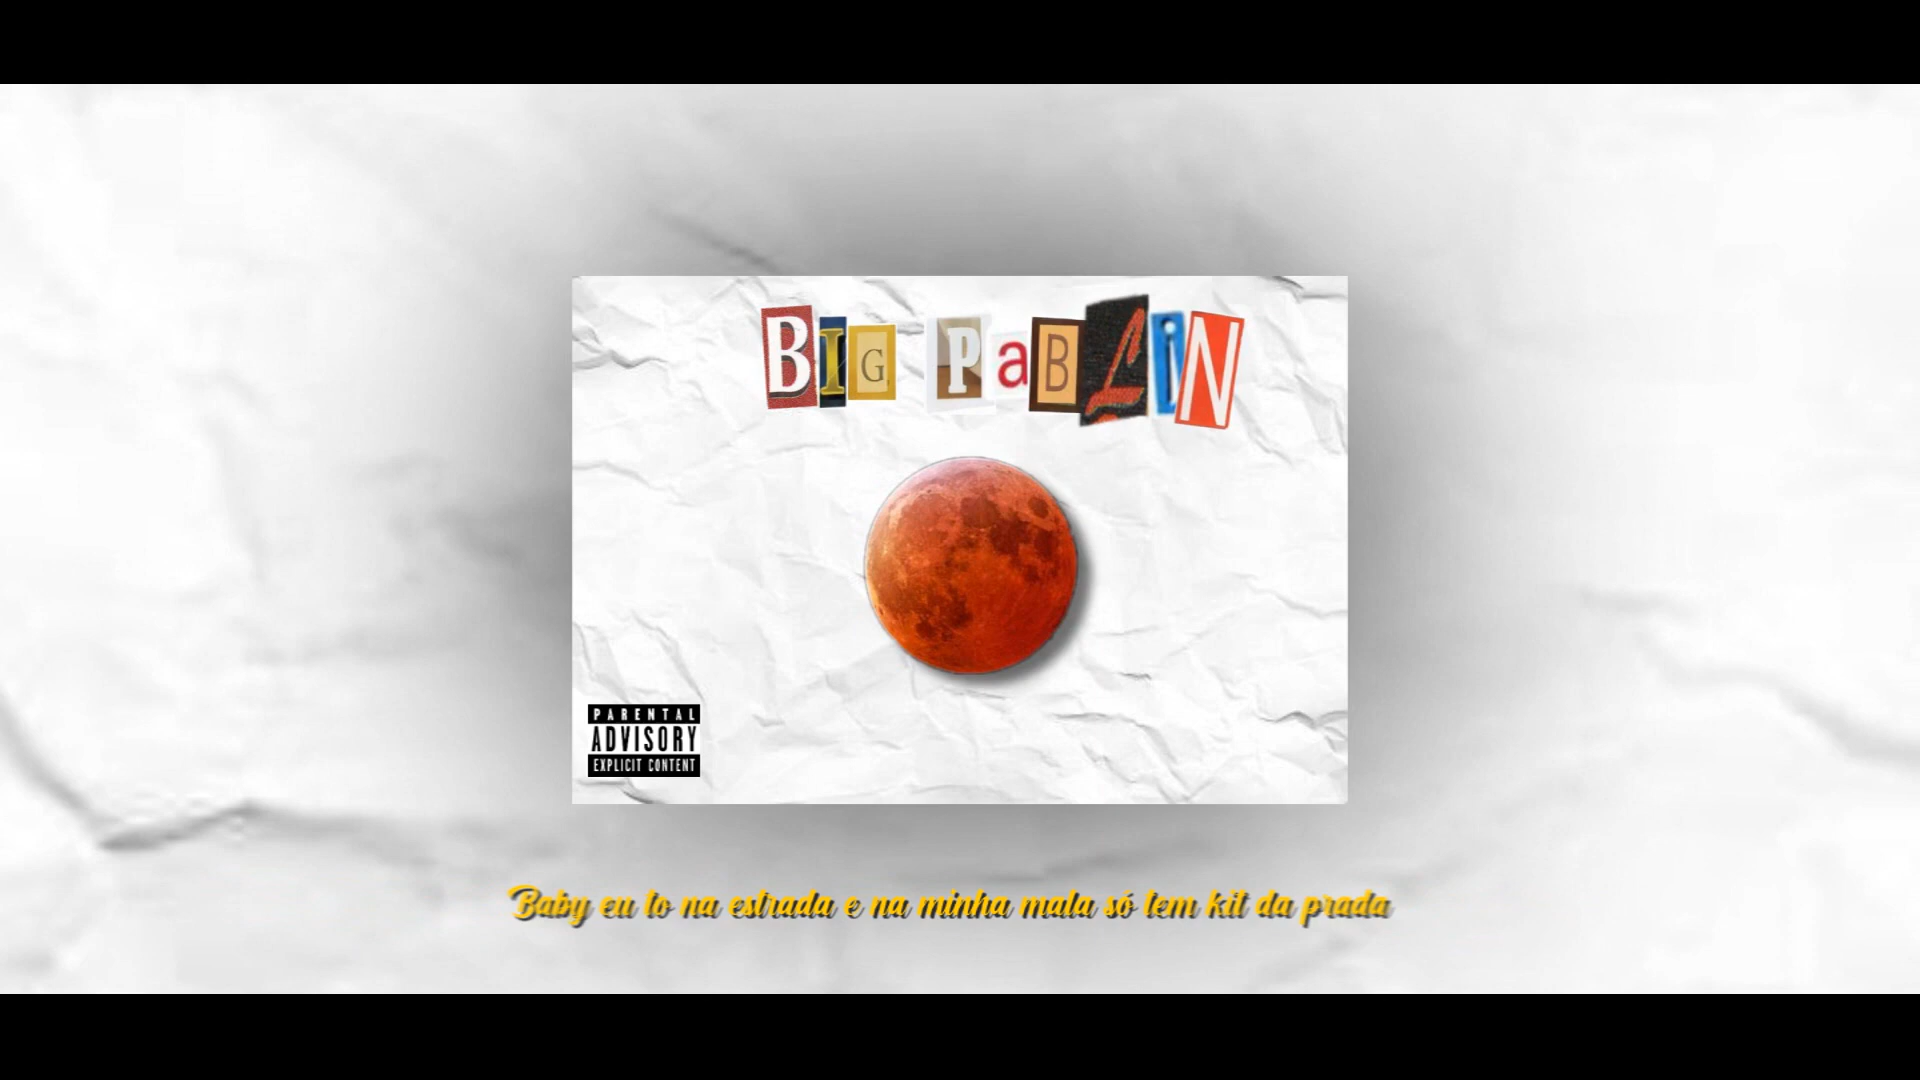 BIG PaBLiN
PARENTAL
ADVISORY
EXPLICIT CONTENT
Baby eu to na estrada e na minha mala só tem kit da prada